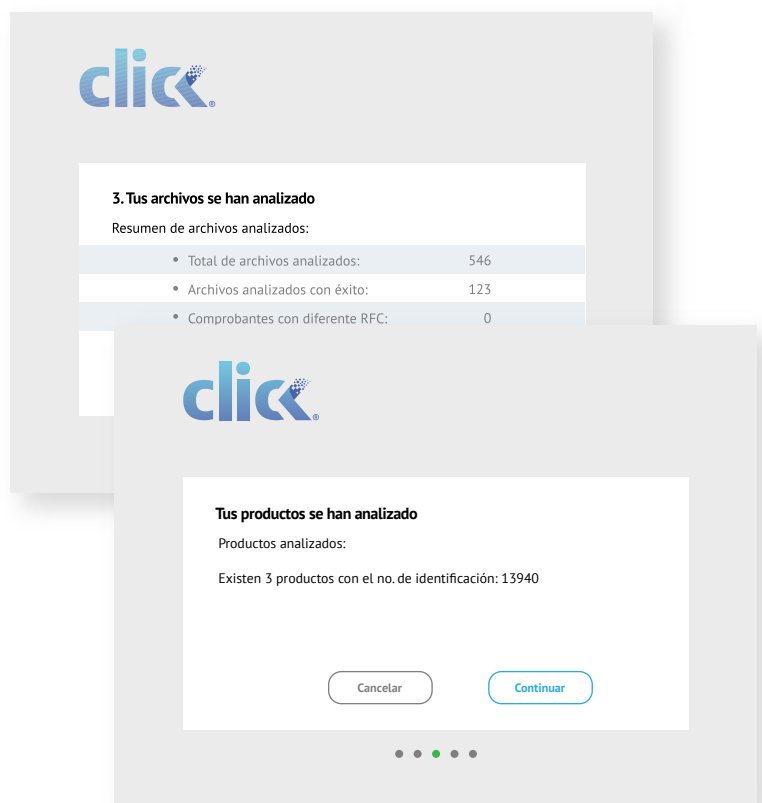 click®
3. Tus archivos se han analizado
Resumen de archivos analizados:
• Total de archivos analizados: 546
• Archivos analizados con éxito: 123
• Comprobantes con diferente RFC: 0
click®
Tus productos se han analizado
Productos analizados:
Existen 3 productos con el no. de identificación: 13940
Cancelar Continuar